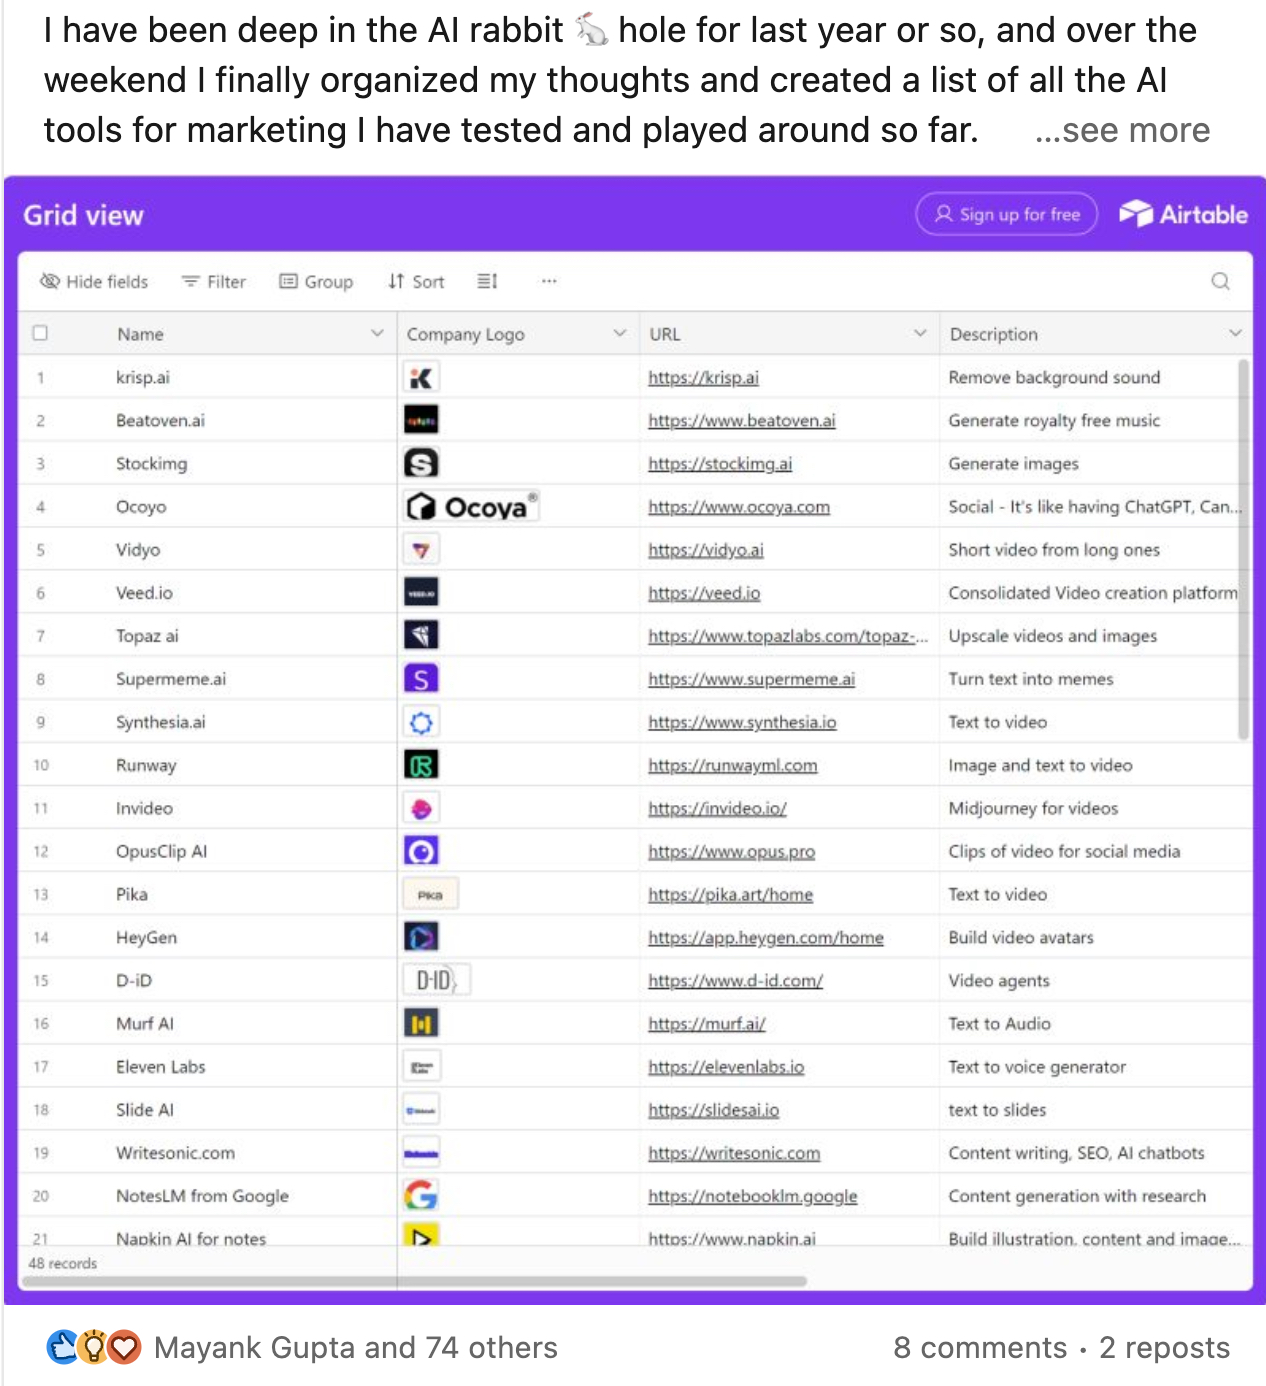 I have been deep in the AI rabbit 🐇 hole for last year or so, and over the
weekend I finally organized my thoughts and created a list of all the AI
tools for marketing I have tested and played around so far. ...see more
Grid view Sign up for free Airtable
Hide fields Filter Group Sort ...
Name Company Logo URL Description
1 krisp.ai https://krisp.ai Remove background sound
2 Beatoven.ai https://www.beatoven.ai Generate royalty free music
3 Stockimg https://stockimg.ai Generate images
4 Ocoyo Ocoya® https://www.ocoya.com Social - It's like having ChatGPT, Can...
5 Vidyo https://vidyo.ai Short video from long ones
6 Veed.io VEED.IO https://veed.io Consolidated Video creation platform
7 Topaz ai https://www.topazlabs.com/topaz-... Upscale videos and images
8 Supermeme.ai S https://www.supermeme.ai Turn text into memes
9 Synthesia.ai https://www.synthesia.io Text to video
10 Runway R https://runwayml.com Image and text to video
11 Invideo https://invideo.io/ Midjourney for videos
12 OpusClip AI https://www.opus.pro Clips of video for social media
13 Pika Pika https://pika.art/home Text to video
14 HeyGen https://app.heygen.com/home Build video avatars
15 D-iD D-ID https://www.d-id.com/ Video agents
16 Murf AI https://murf.ai/ Text to Audio
17 Eleven Labs https://elevenlabs.io Text to voice generator
18 Slide AI https://slidesai.io text to slides
19 Writesonic.com https://writesonic.com Content writing, SEO, AI chatbots
20 NotesLM from Google G https://notebooklm.google Content generation with research
21 Napkin AI for notes https://www.napkin.ai Build illustration, content and image...
48 records
Mayank Gupta and 74 others 8 comments • 2 reposts